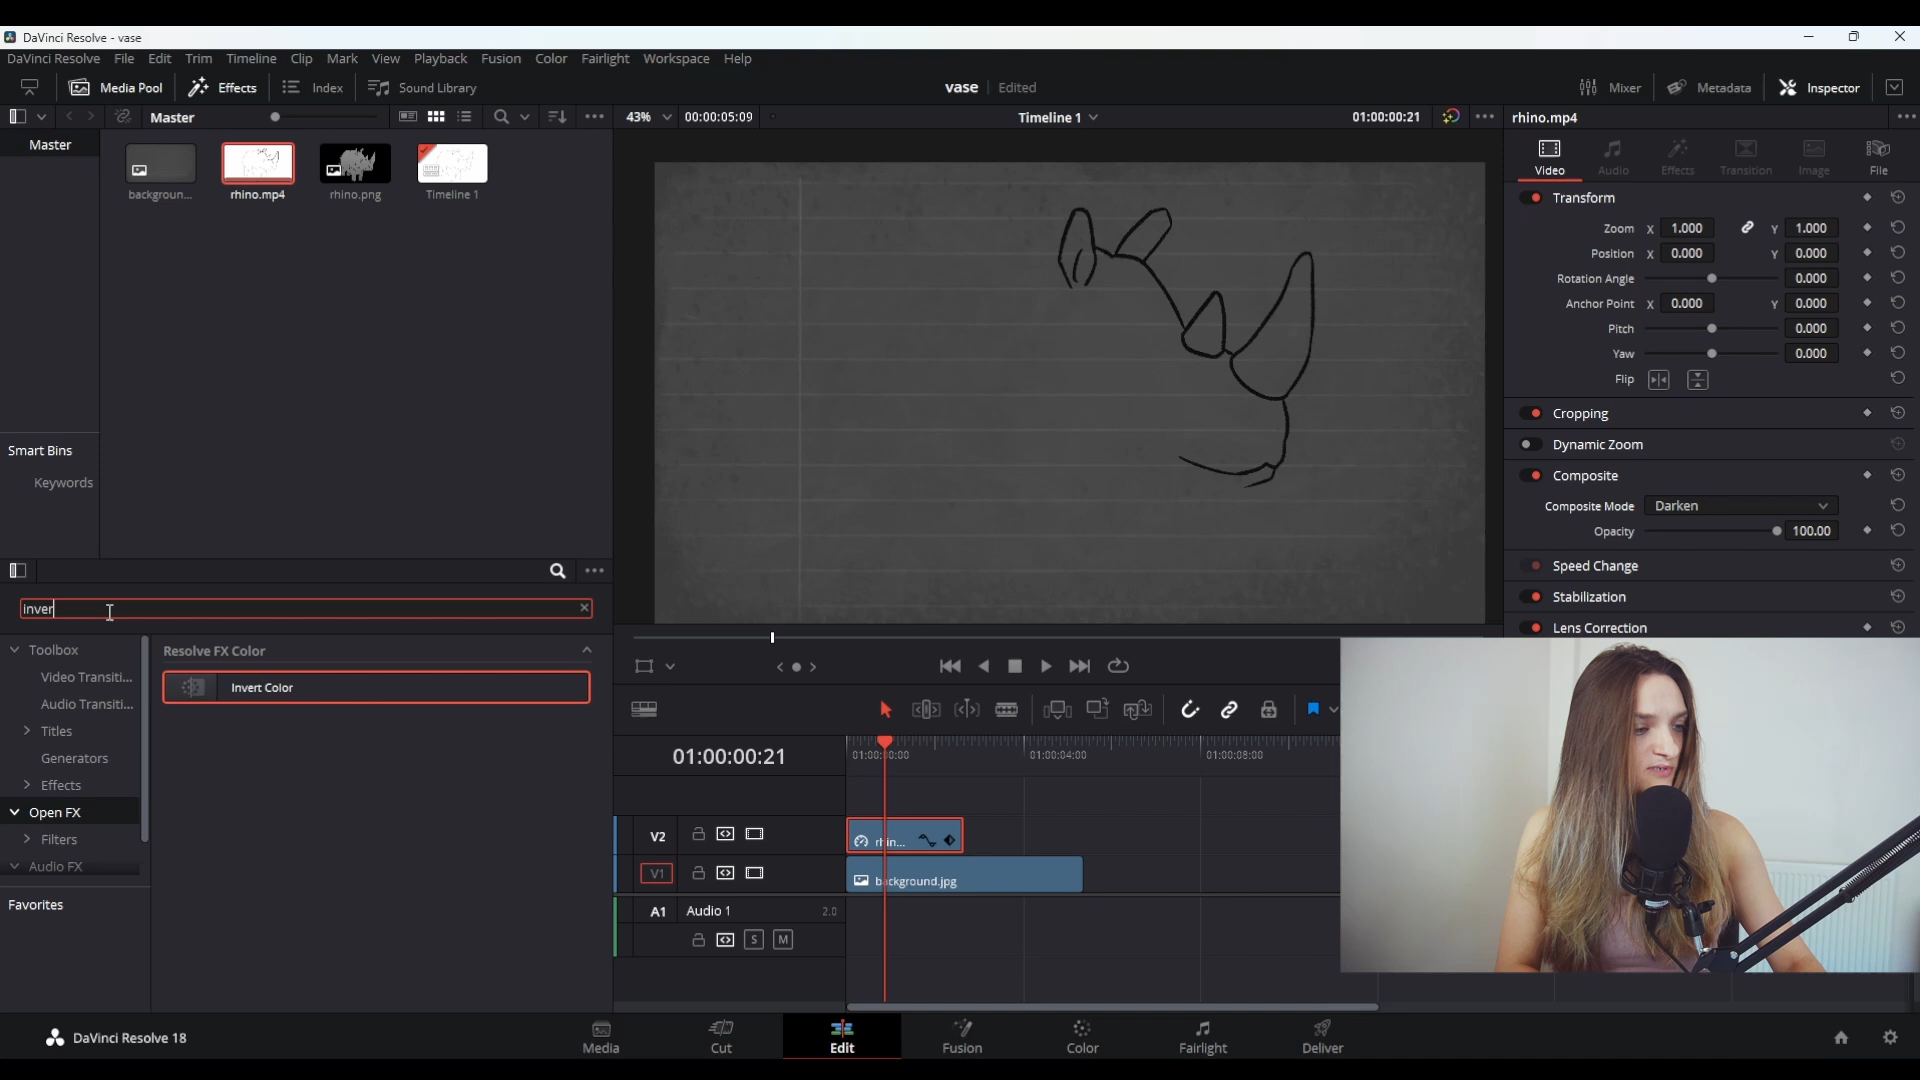 DaVinci Resolve - vase
DaVinci Resolve File Edit Trim Timeline Clip Mark View Playback Fusion Color Fairlight Workspace Help
Media Pool Effects Index Sound Library vase Edited Mixer Metadata Inspector
Master 43% 00:00:05:09 Timeline 1 01:00:00:21 rhino.mp4
Master
backgroun... rhino.mp4 rhino.png Timeline 1
Video Audio Effects Transition Image File
Transform
Zoom X 1.000 Y 1.000
Position X 0.000 Y 0.000
Rotation Angle 0.000
Anchor Point X 0.000 Y 0.000
Pitch 0.000
Yaw 0.000
Flip
Cropping
Dynamic Zoom
Composite
Composite Mode Darken
Opacity 100.00
Speed Change
Stabilization
Lens Correction
Smart Bins
Keywords
inver
Toolbox
Video Transiti...
Audio Transiti...
Titles
Generators
Effects
Open FX
Filters
Audio FX
Favorites
Resolve FX Color
Invert Color
01:00:00:21
01:00:00:00 01:00:04:00 01:00:08:00
V2 rhin...
V1 background.jpg
A1 Audio 1 2.0
S M
DaVinci Resolve 18
Media Cut Edit Fusion Color Fairlight Deliver